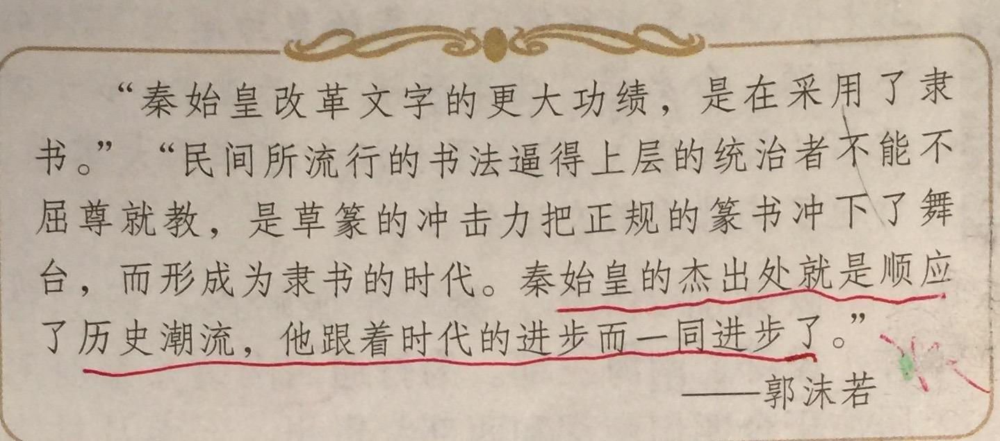 “秦始皇改革文字的更大功绩，是在采用了隶
书。” “民间所流行的书法逼得上层的统治者不能不
屈尊就教，是草篆的冲击力把正规的篆书冲下了舞
台，而形成为隶书的时代。秦始皇的杰出处就是顺应
了历史潮流，他跟着时代的进步而一同进步了。”
——郭沫若